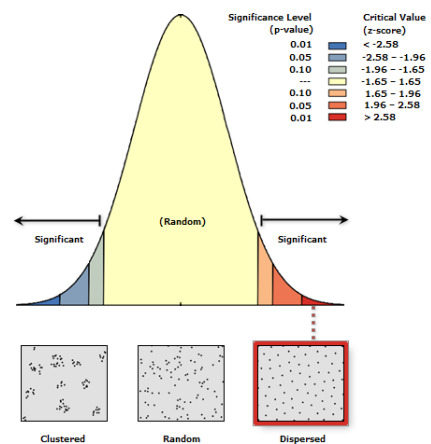 Significance Level Critical Value
(p-value) (z-score)
0.01 < -2.58
0.05 -2.58 – -1.96
0.10 -1.96 – -1.65
--- -1.65 – 1.65
0.10 1.65 – 1.96
0.05 1.96 – 2.58
0.01 > 2.58
(Random)
Significant Significant
Clustered Random Dispersed